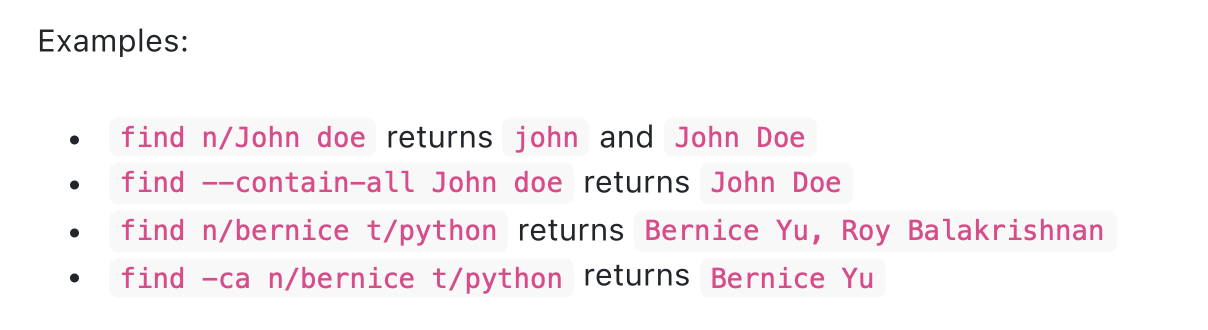 Examples:
• find n/John doe returns john and John Doe
• find --contain-all John doe returns John Doe
• find n/bernice t/python returns Bernice Yu, Roy Balakrishnan
• find -ca n/bernice t/python returns Bernice Yu